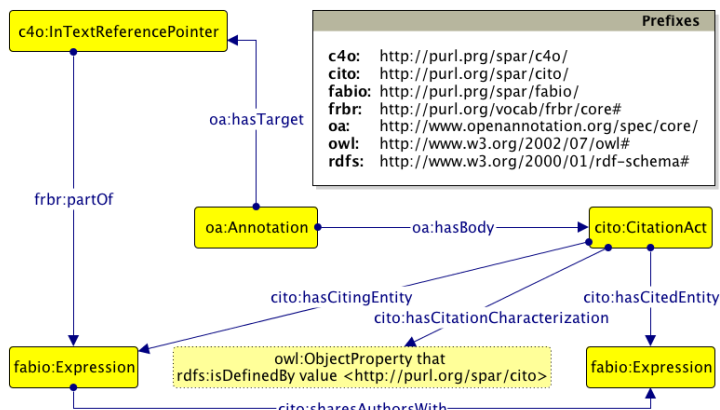 c4o:InTextReferencePointer
Prefixes
c4o: http://purl.prg/spar/c4o/
cito: http://purl.org/spar/cito/
fabio: http://purl.prg/spar/fabio/
frbr: http://purl.org/vocab/frbr/core#
oa: http://www.openannotation.org/spec/core/
owl: http://www.w3.org/2002/07/owl#
rdfs: http://www.w3.org/2000/01/rdf-schema#
oa:hasTarget
frbr:partOf
oa:Annotation
oa:hasBody
cito:CitationAct
cito:hasCitingEntity
cito:hasCitedEntity
cito:hasCitationCharacterization
fabio:Expression
owl:ObjectProperty that
rdfs:isDefinedBy value <http://purl.org/spar/cito>
fabio:Expression
cito:sharesAuthorsWith